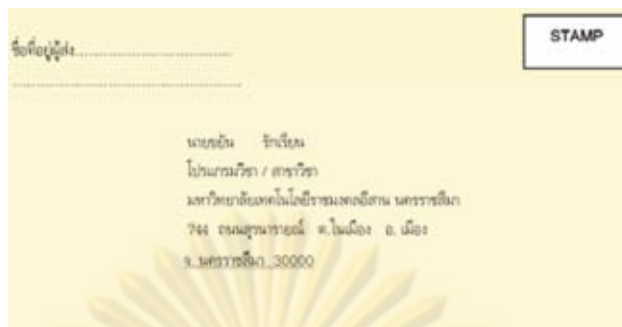 ชื่อที่อยู่ผู้ส่ง.......................................
............................................................
STAMP
นายขยัน รักเรียน
โปรแกรมวิชา / สาขาวิชา
มหาวิทยาลัยเทคโนโลยีราชมงคลอีสาน นครราชสีมา
744 ถนนสุรนารายณ์ ต.ในเมือง อ. เมือง
จ. นครราชสีมา 30000